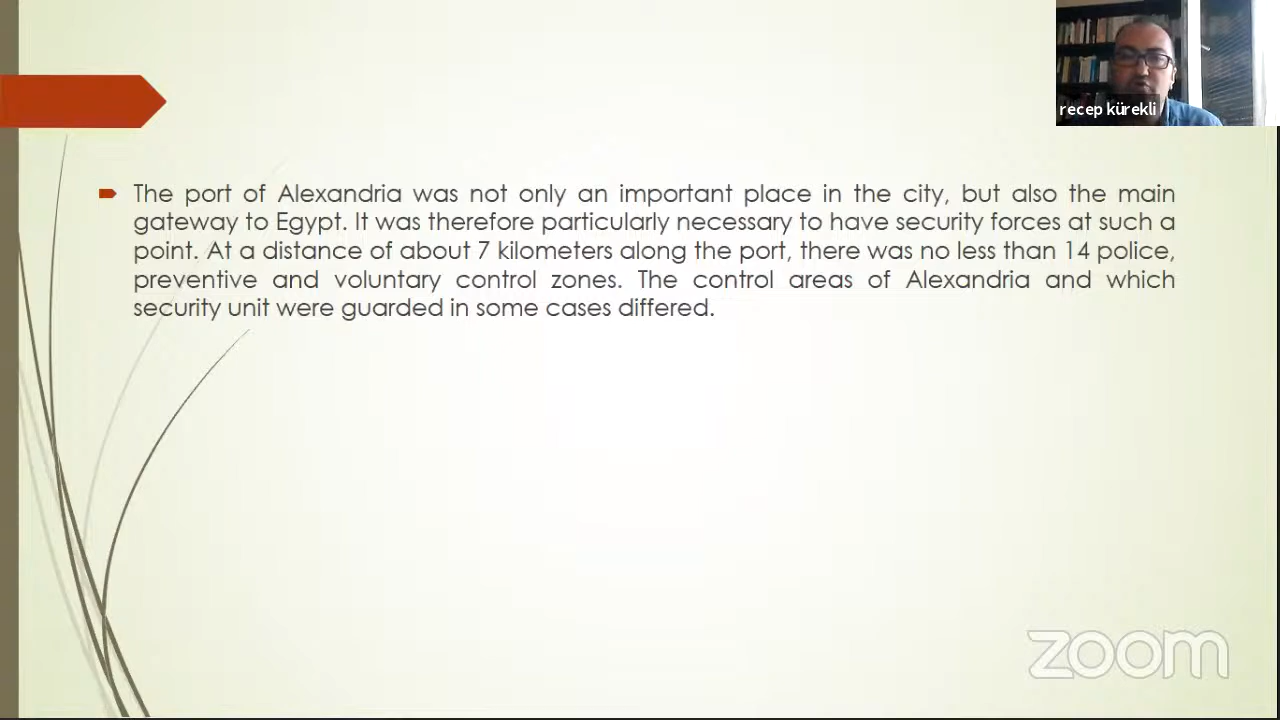 recep kürekli
The port of Alexandria was not only an important place in the city, but also the main
gateway to Egypt. It was therefore particularly necessary to have security forces at such a
point. At a distance of about 7 kilometers along the port, there was no less than 14 police,
preventive and voluntary control zones. The control areas of Alexandria and which
security unit were guarded in some cases differed.
zoom